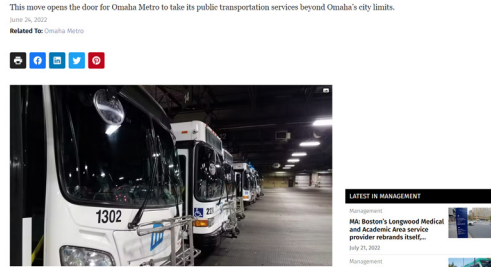 This move opens the door for Omaha Metro to take its public transportation services beyond Omaha's city limits.
June 24, 2022
Related To: Omaha Metro
1302
LATEST IN MANAGEMENT
Management
MA: Boston's Longwood Medical
and Academic Area service
provider rebrands itself,...
July 21, 2022
Management